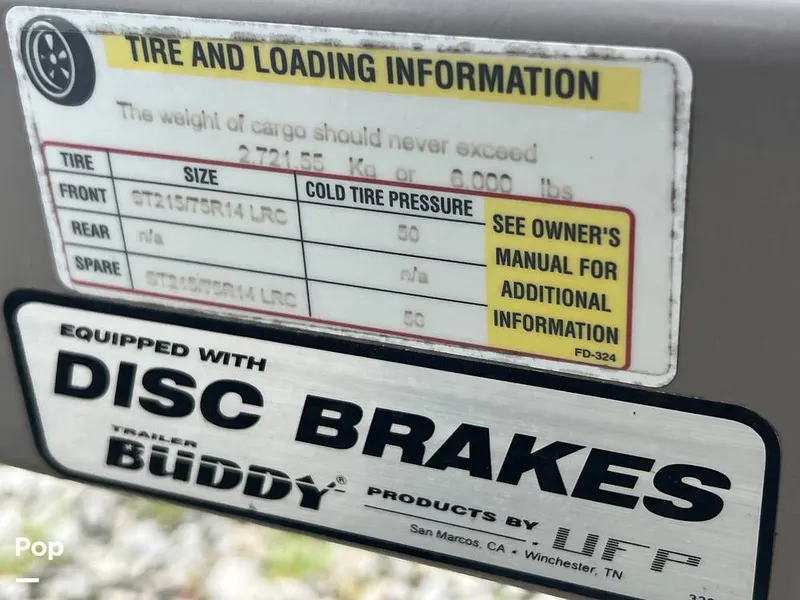 TIRE AND LOADING INFORMATION
The weight of cargo should never exceed
2,721.55 Kg or 6,000 lbs
TIRE SIZE COLD TIRE PRESSURE
FRONT ST215/75R14 LRC 50
REAR n/a n/a
SPARE ST215/75R14 LRC 50
SEE OWNER'S
MANUAL FOR
ADDITIONAL
INFORMATION
FD-324
EQUIPPED WITH
DISC BRAKES
TRAILER
BUDDY®
PRODUCTS BY UFP
San Marcos, CA • Winchester, TN
Pop